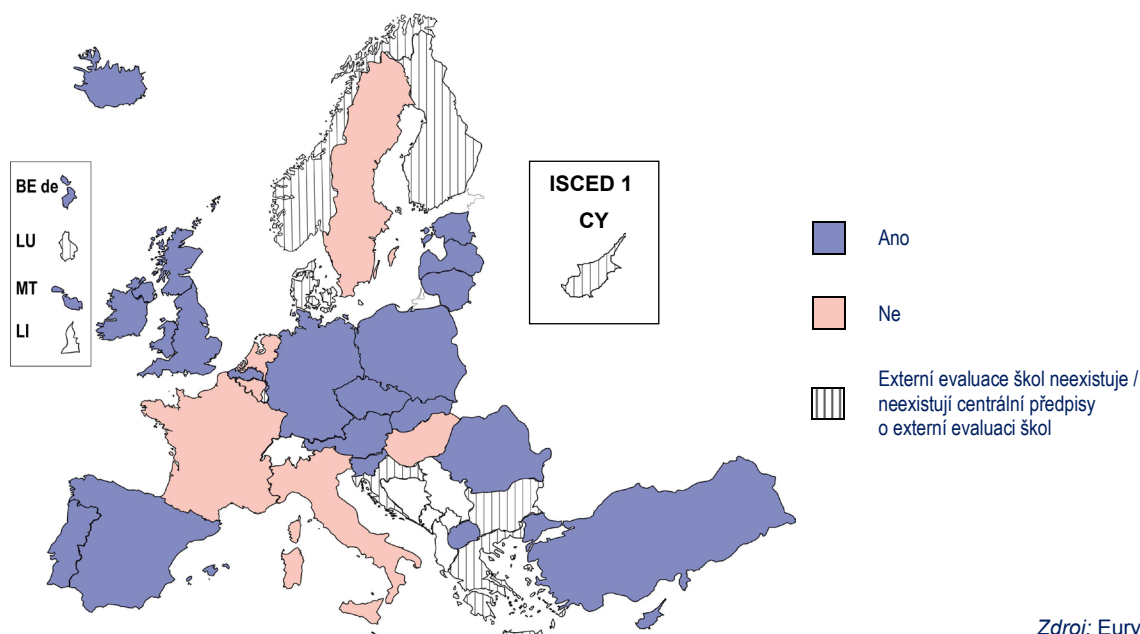 BE de
LU
MT
LI
ISCED 1
CY
Ano
Ne
Externí evaluace škol neexistuje /
neexistují centrální předpisy
o externí evaluaci škol
Zdroj: Eury